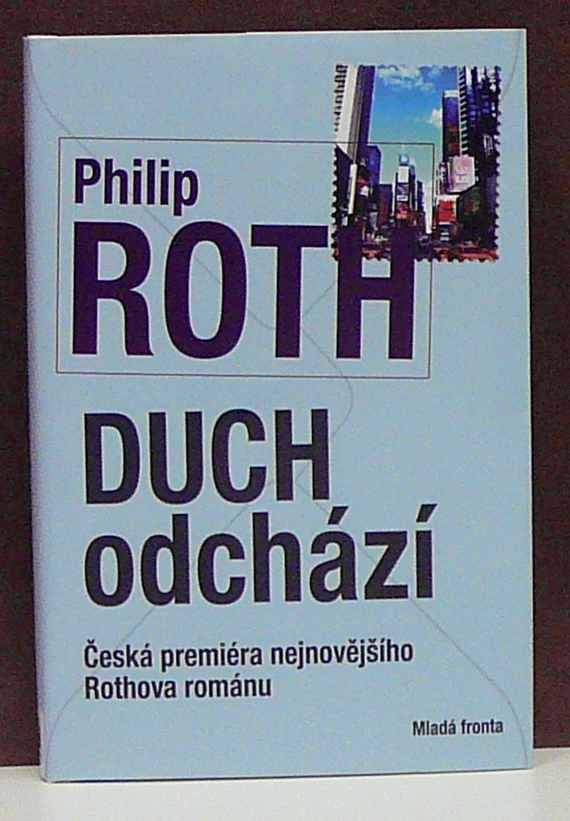 Philip
ROTH
DUCH
odchází
Česká premiéra nejnovějšího
Rothova románu
Mladá fronta